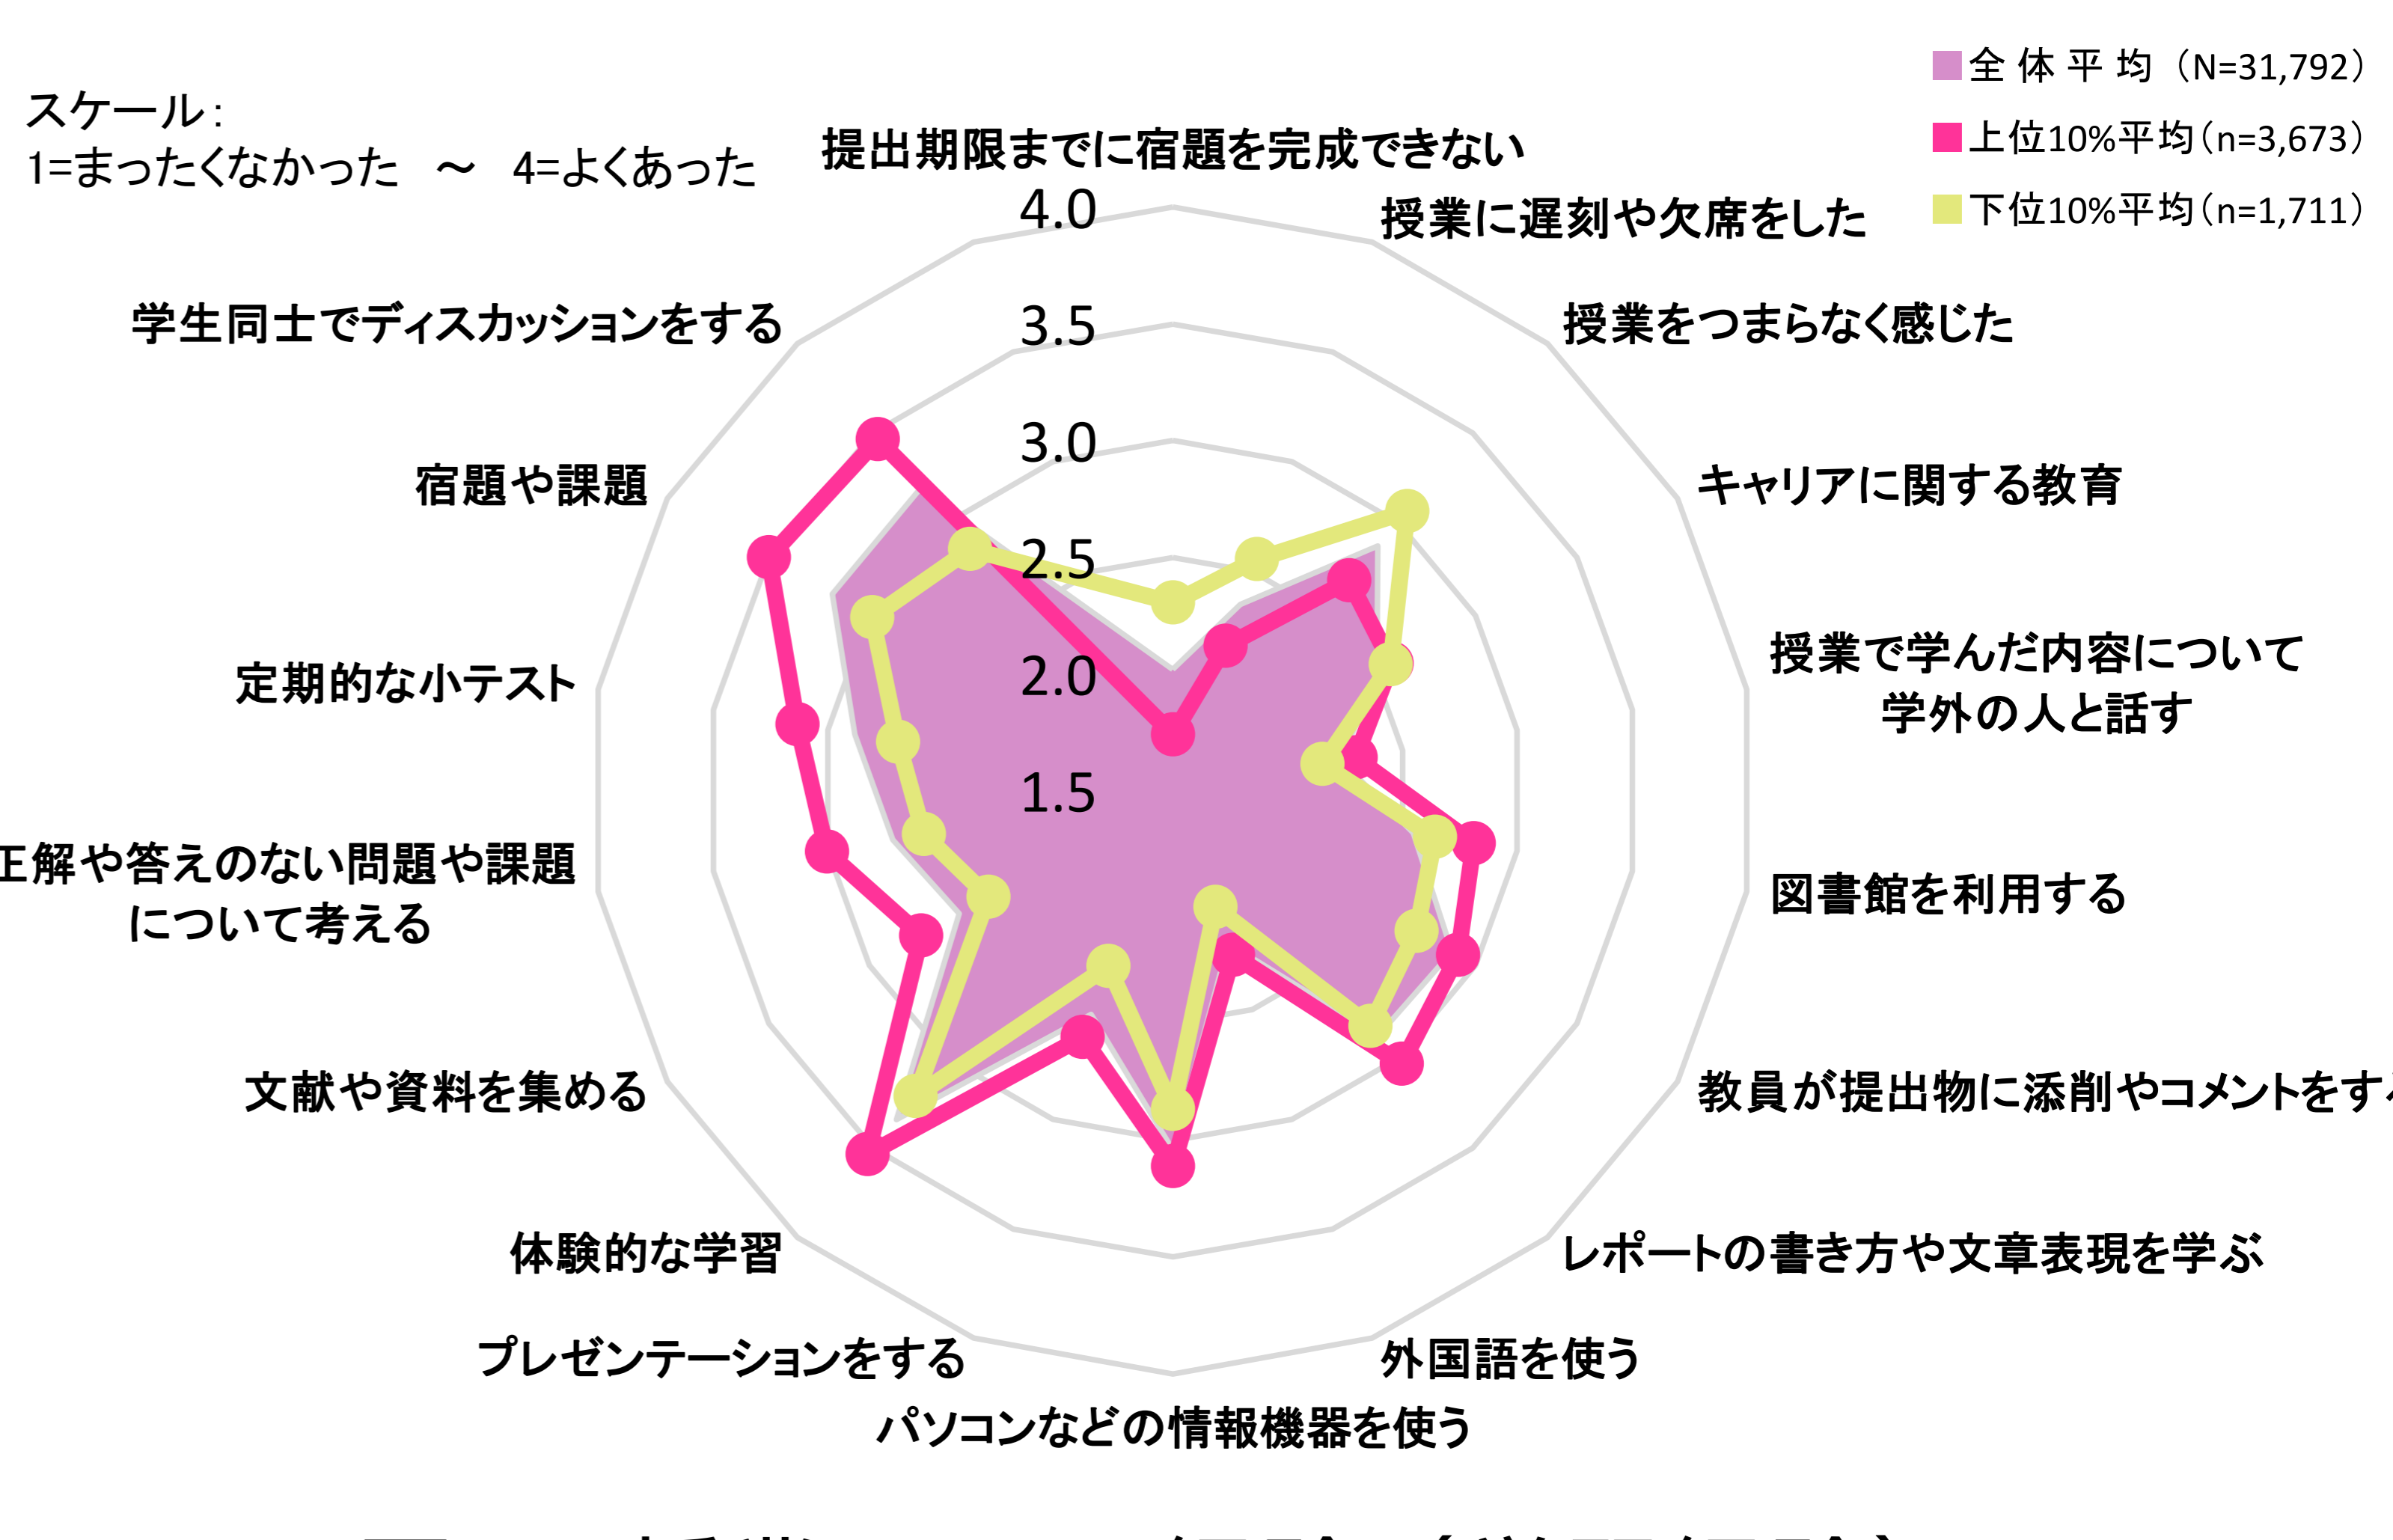 全体平均（N=31,792）
スケール：
上位10%平均（n=3,673）
1=まったくなかった　～　4=よくあった
提出期限までに宿題を完成できない
下位10%平均（n=1,711）
4.0
授業に遅刻や欠席をした
学生同士でディスカッションをする
3.5
授業をつまらなく感じた
3.0
宿題や課題
キャリアに関する教育
2.5
定期的な小テスト
2.0
授業で学んだ内容について
学外の人と話す
1.5
正解や答えのない問題や課題
について考える
図書館を利用する
文献や資料を集める
教員が提出物に添削やコメントをする
体験的な学習
レポートの書き方や文章表現を学ぶ
プレゼンテーションをする
外国語を使う
パソコンなどの情報機器を使う